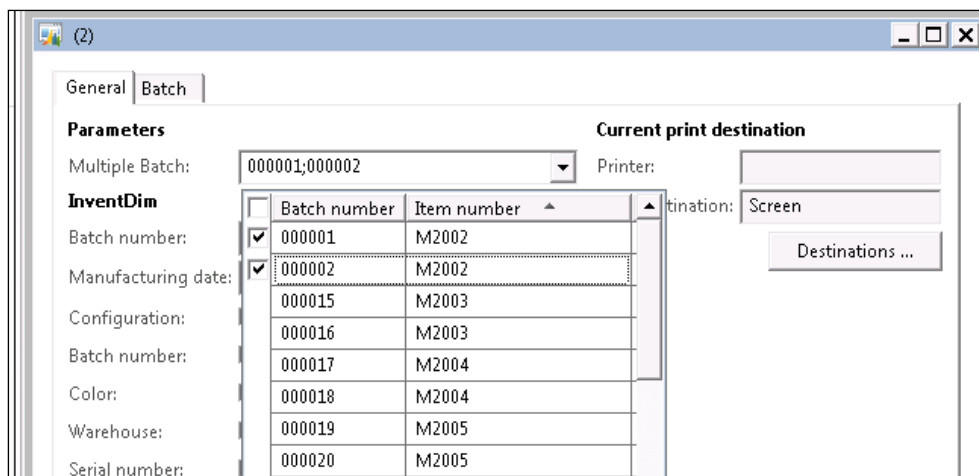 (2)
General Batch
Parameters
Current print destination
Multiple Batch: 000001;000002
Printer:
InventDim
Batch number Item number
tination: Screen
Batch number:
000001 M2002
Destinations ...
Manufacturing date:
000002 M2002
000015 M2003
Configuration:
000016 M2003
Batch number:
000017 M2004
Color:
000018 M2004
Warehouse:
000019 M2005
Serial number:
000020 M2005